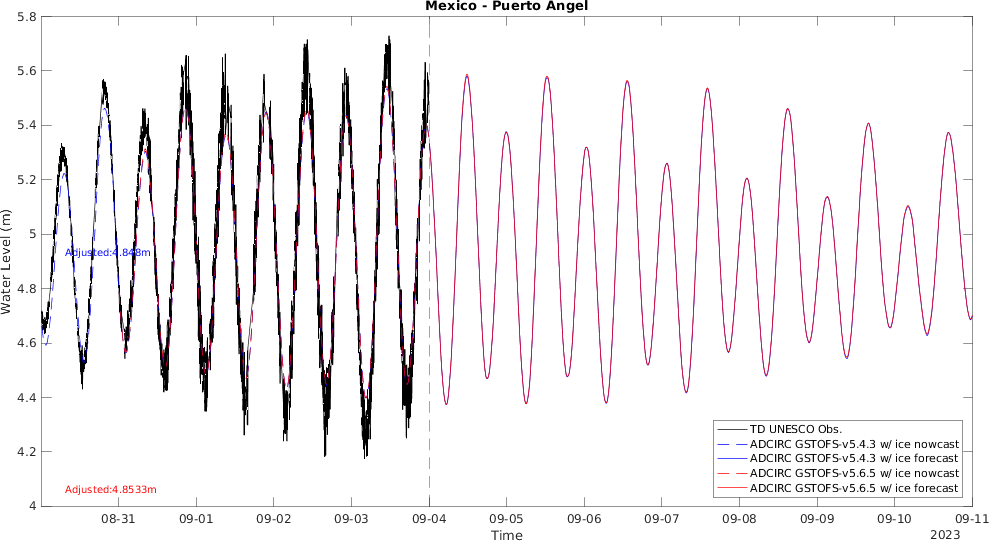 Mexico - Puerto Angel
Water Level (m)
5.8
5.6
5.4
5.2
5
4.8
4.6
4.4
4.2
4
Adjusted:4.848m
Adjusted:4.8533m
TD UNESCO Obs.
ADCIRC GSTOFS-v5.4.3 w/ ice nowcast
ADCIRC GSTOFS-v5.4.3 w/ ice forecast
ADCIRC GSTOFS-v5.6.5 w/ ice nowcast
ADCIRC GSTOFS-v5.6.5 w/ ice forecast
08-31 09-01 09-02 09-03 09-04 09-05 09-06 09-07 09-08 09-09 09-10 09-11
Time
2023